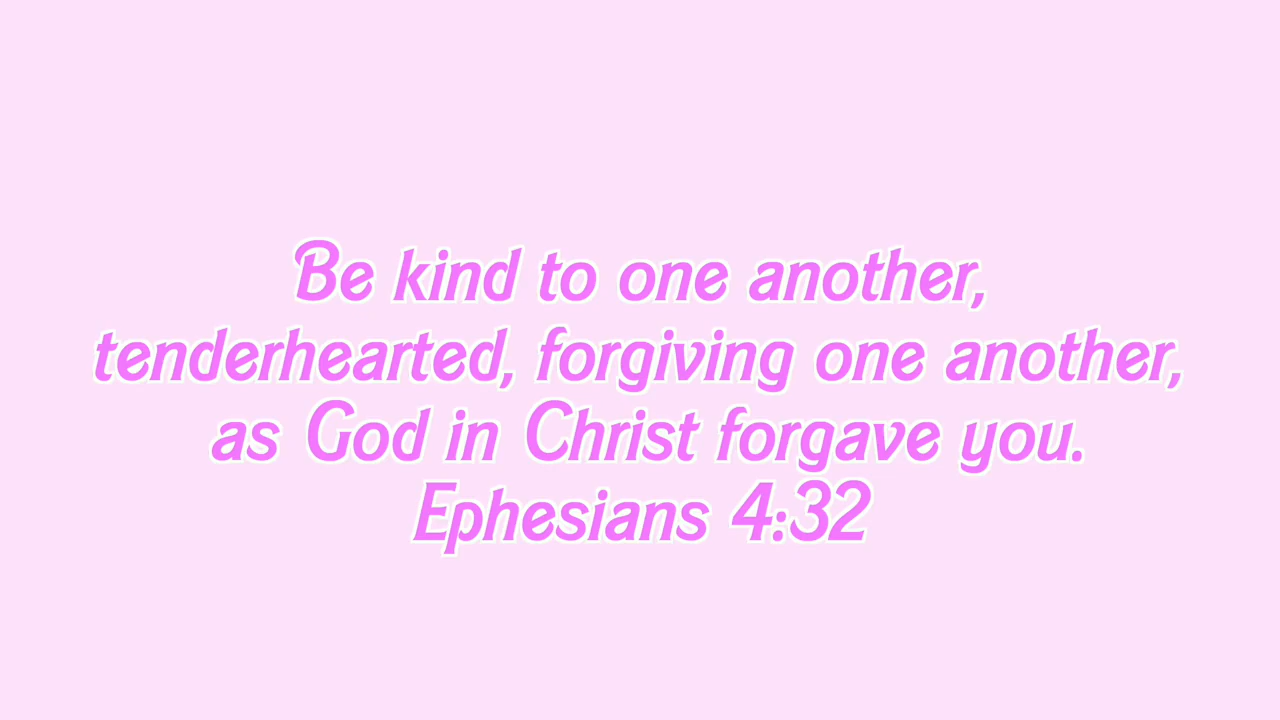 Be kind to one another,
tenderhearted, forgiving one another,
as God in Christ forgave you.
Ephesians 4:32